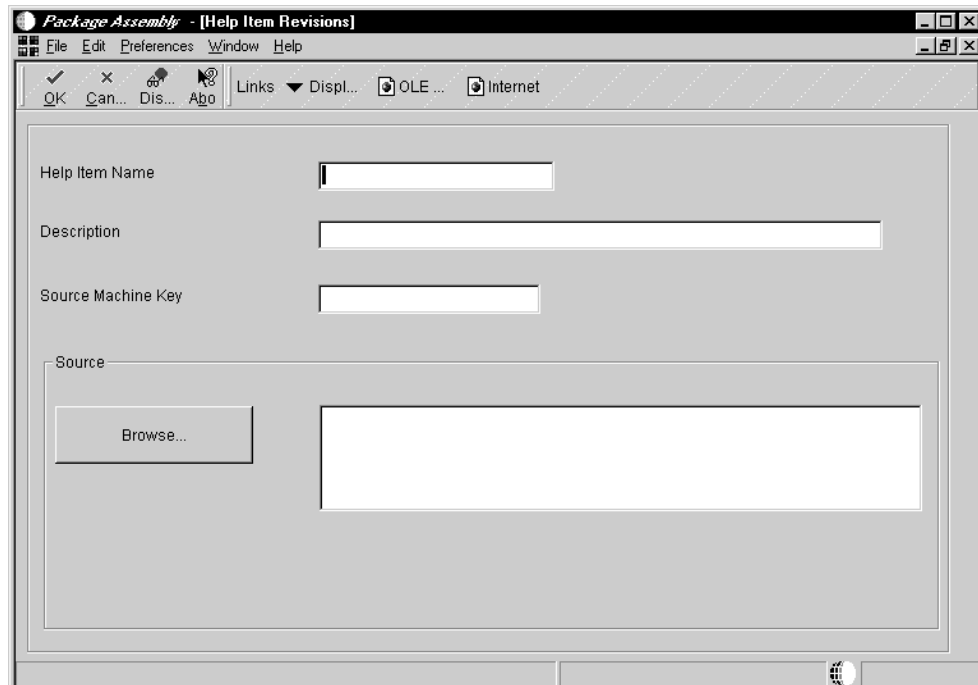 Package Assembly - [Help Item Revisions]
File Edit Preferences Window Help
OK Can... Dis... Abo Links Displ... OLE ... Internet
Help Item Name
Description
Source Machine Key
Source
Browse...